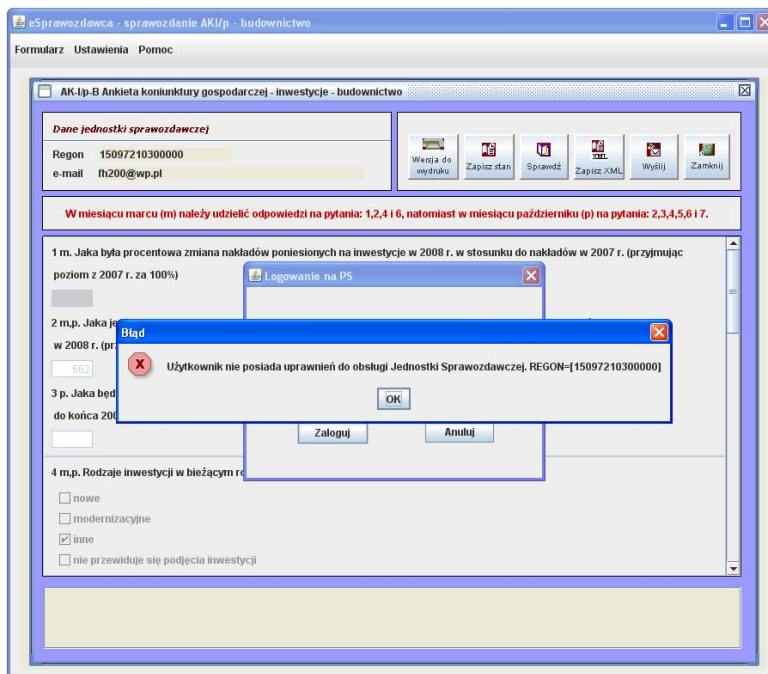 eSprawozdawca - sprawozdanie AKI/p - budownictwo
Formularz Ustawienia Pomoc
AK-I/p-B Ankieta koniunktury gospodarczej - inwestycje - budownictwo
Dane jednostki sprawozdawczej
Regon 15097210300000
e-mail fh200@wp.pl
Wersja do wydruku
Zapisz stan
Sprawdź
XML
Zapisz XML
Wyślij
Zamknij
W miesiącu marcu (m) należy udzielić odpowiedzi na pytania: 1,2,4 i 6, natomiast w miesiącu październiku (p) na pytania: 2,3,4,5,6 i 7.
1 m. Jaka była procentowa zmiana nakładów poniesionych na inwestycje w 2008 r. w stosunku do nakładów w 2007 r. (przyjmując
poziom z 2007 r. za 100%)
Logowanie na PS
2 m,p. Jaka je
w 2008 r. (pr
562
Błąd
Użytkownik nie posiada uprawnień do obsługi Jednostki Sprawozdawczej. REGON=[15097210300000]
OK
3 p. Jaka będ
do końca 200
Zaloguj Anuluj
4 m,p. Rodzaje inwestycji w bieżącym r
nowe
modernizacyjne
inne
nie przewiduje się podjęcia inwestycji